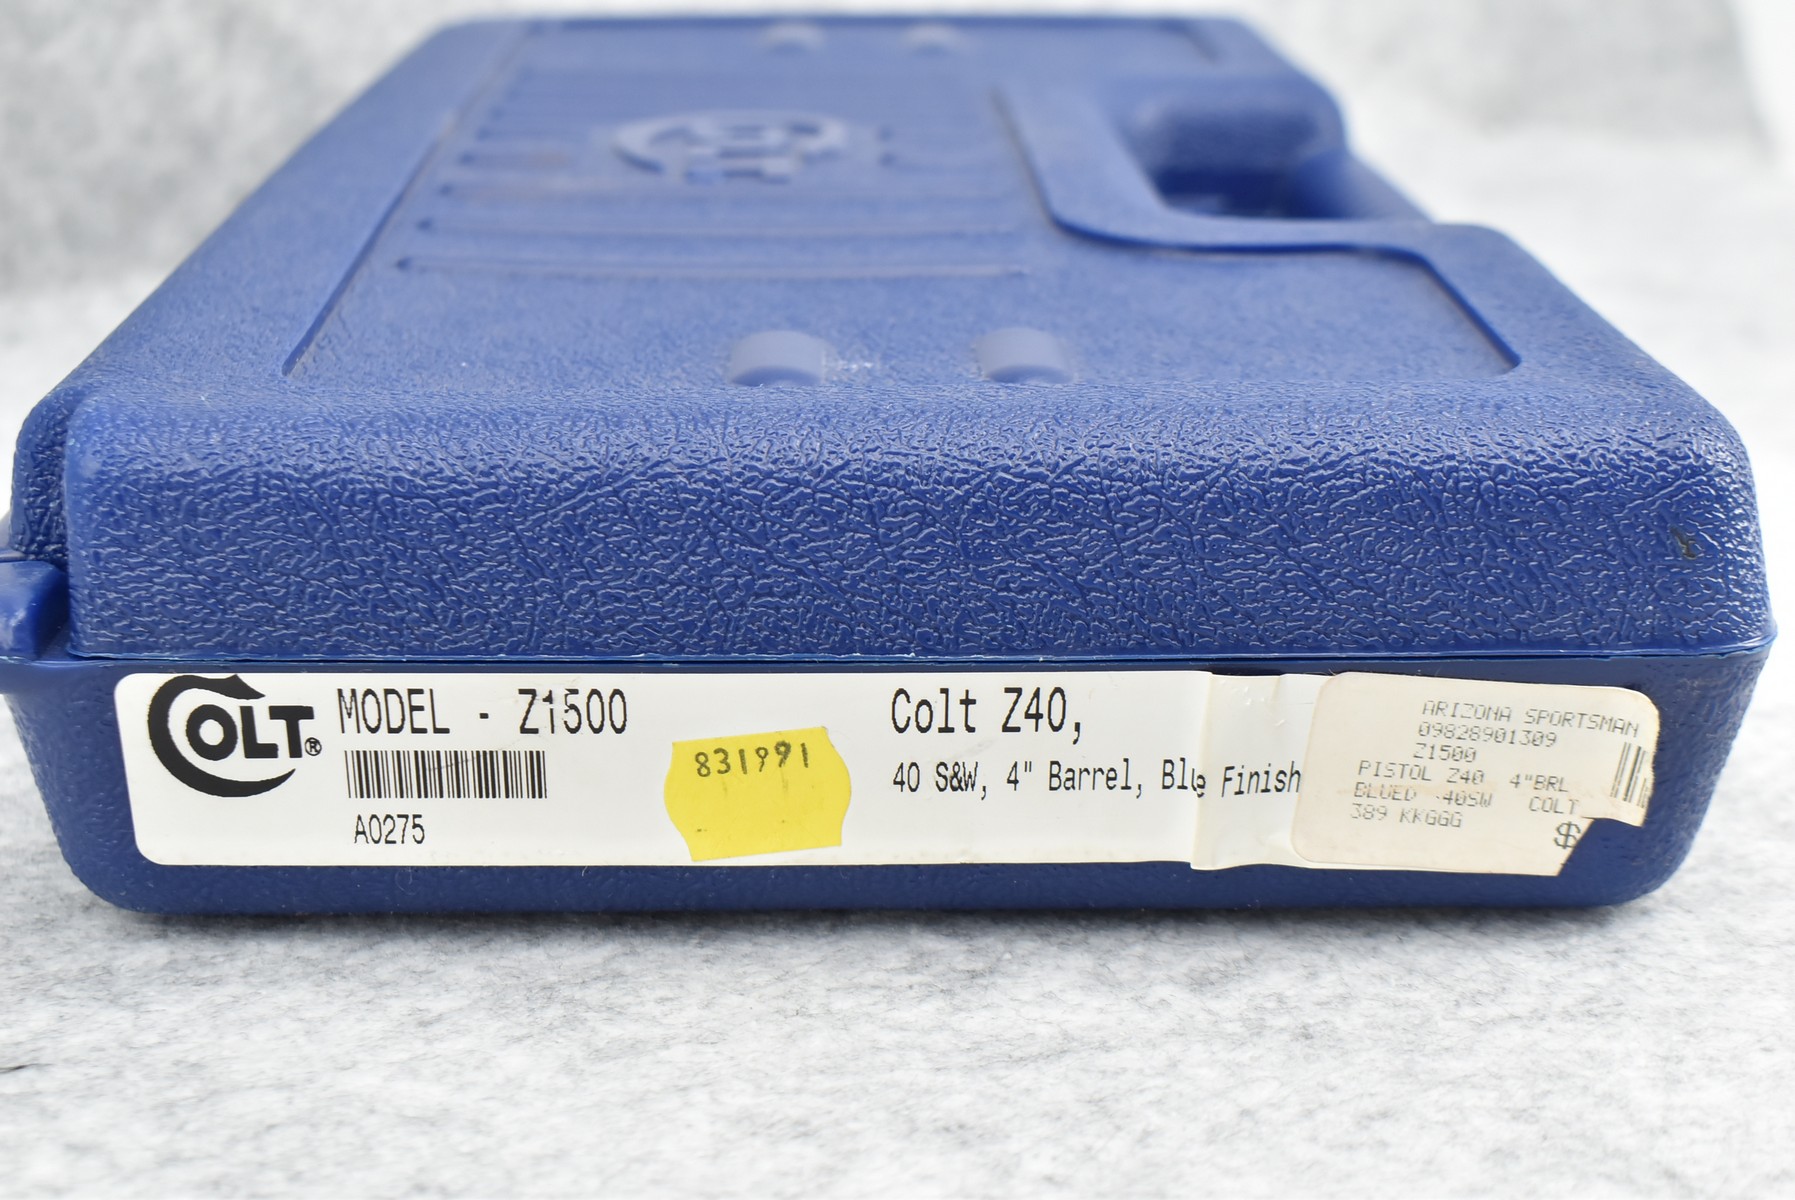 COLT®
MODEL - Z1500
A0275
831991
Colt Z40,
40 S&W, 4" Barrel, Blue Finish
ARIZONA SPORTSMAN
09828901309
Z1500
PISTOL Z40 4"BRL
BLUED .40SW COLT
389 KKGGG
$